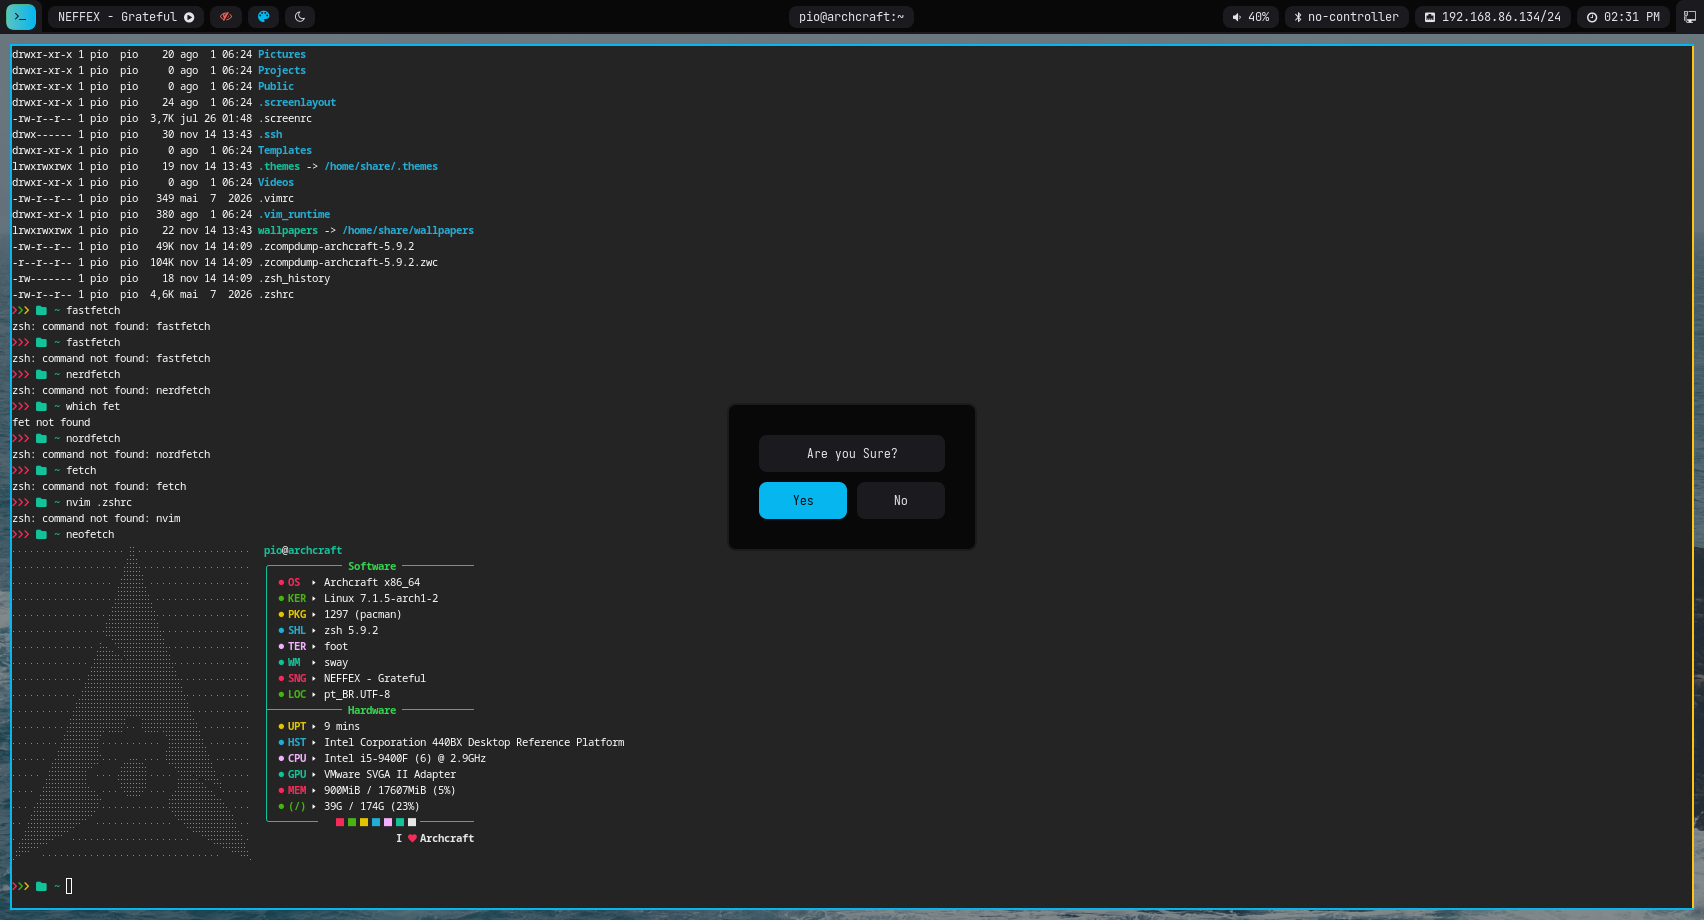 NEFFEX - Grateful
pio@archcraft:~
40%
no-controller
192.168.86.134/24
02:31 PM
drwxr-xr-x 1 pio  pio    20 ago  1 06:24 Pictures
drwxr-xr-x 1 pio  pio     0 ago  1 06:24 Projects
drwxr-xr-x 1 pio  pio     0 ago  1 06:24 Public
drwxr-xr-x 1 pio  pio    24 ago  1 06:24 .screenlayout
-rw-r--r-- 1 pio  pio  3,7K jul 26 01:48 .screenrc
drwx------ 1 pio  pio    30 nov 14 13:43 .ssh
drwxr-xr-x 1 pio  pio     0 ago  1 06:24 Templates
lrwxrwxrwx 1 pio  pio    19 nov 14 13:43 .themes -> /home/share/.themes
drwxr-xr-x 1 pio  pio     0 ago  1 06:24 Videos
-rw-r--r-- 1 pio  pio   349 mai  7  2026 .vimrc
drwxr-xr-x 1 pio  pio   380 ago  1 06:24 .vim_runtime
lrwxrwxrwx 1 pio  pio    22 nov 14 13:43 wallpapers -> /home/share/wallpapers
-rw-r--r-- 1 pio  pio   49K nov 14 14:09 .zcompdump-archcraft-5.9.2
-r--r--r-- 1 pio  pio  104K nov 14 14:09 .zcompdump-archcraft-5.9.2.zwc
-rw------- 1 pio  pio    18 nov 14 14:09 .zsh_history
-rw-r--r-- 1 pio  pio  4,6K mai  7  2026 .zshrc
~ fastfetch
zsh: command not found: fastfetch
~ fastfetch
zsh: command not found: fastfetch
~ nerdfetch
zsh: command not found: nerdfetch
~ which fet
fet not found
~ nordfetch
zsh: command not found: nordfetch
~ fetch
zsh: command not found: fetch
~ nvim .zshrc
zsh: command not found: nvim
~ neofetch
pio@archcraft
Software
OS Archcraft x86_64
KER Linux 7.1.5-arch1-2
PKG 1297 (pacman)
SHL zsh 5.9.2
TER foot
WM sway
SNG NEFFEX - Grateful
LOC pt_BR.UTF-8
Hardware
UPT 9 mins
HST Intel Corporation 440BX Desktop Reference Platform
CPU Intel i5-9400F (6) @ 2.9GHz
GPU VMware SVGA II Adapter
MEM 900MiB / 17607MiB (5%)
(/) 39G / 174G (23%)
I ♥ Archcraft
~
Are you Sure?
Yes
No